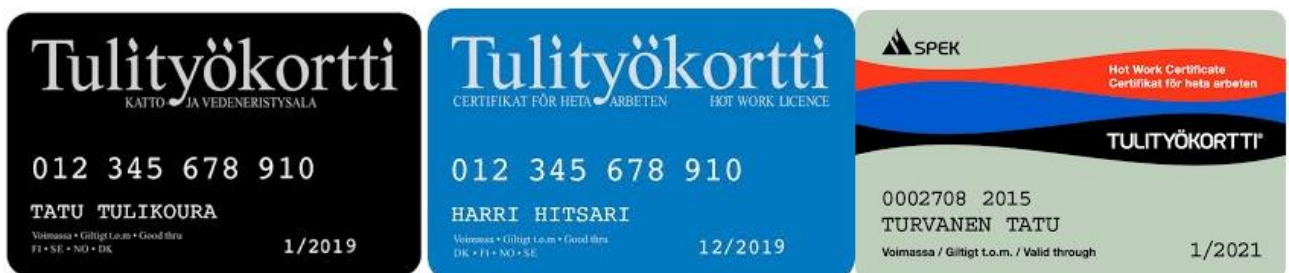 Tulityökortti
KATTO JA VEDENERISTYSALA
012 345 678 910
TATU TULIKOURA
Voimassa • Giltigt t.o.m • Good thru
FI • SE • NO • DK
1/2019
Tulityökortti
CERTIFIKAT FÖR HETA ARBETEN HOT WORK LICENCE
012 345 678 910
HARRI HITSARI
Voimassa • Giltigt t.o.m • Good thru
DK • FI • NO • SE
12/2019
SPEK
Hot Work Certificate
Certifikat för heta arbeten
TULITYÖKORTTI®
0002708 2015
TURVANEN TATU
Voimassa / Giltigt t.o.m. / Valid through
1/2021